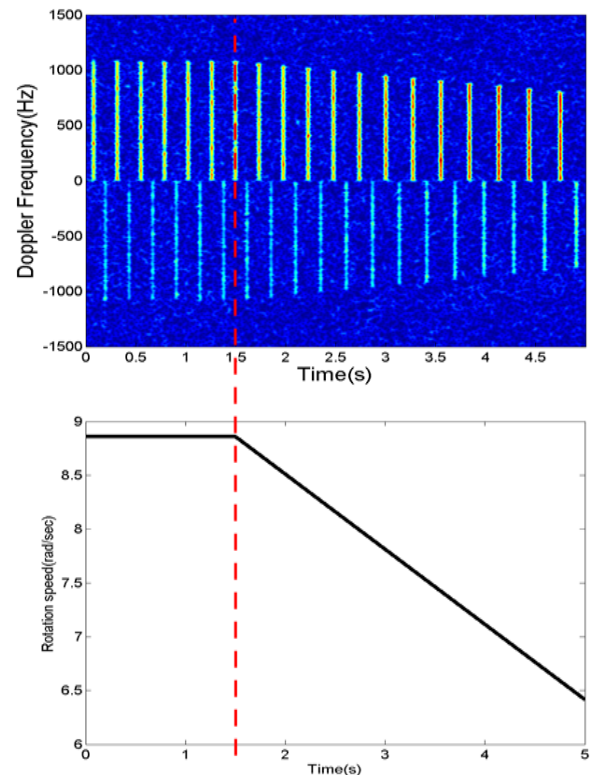 1500
1000
500
0
-500
-1000
-1500
Doppler Frequency(Hz)
0 0.5 1 1.5 2 2.5 3 3.5 4 4.5
Time(s)
9
8.5
8
7.5
7
6.5
6
Rotation speed(rad/sec)
0 1 2 3 4 5
Time(s)